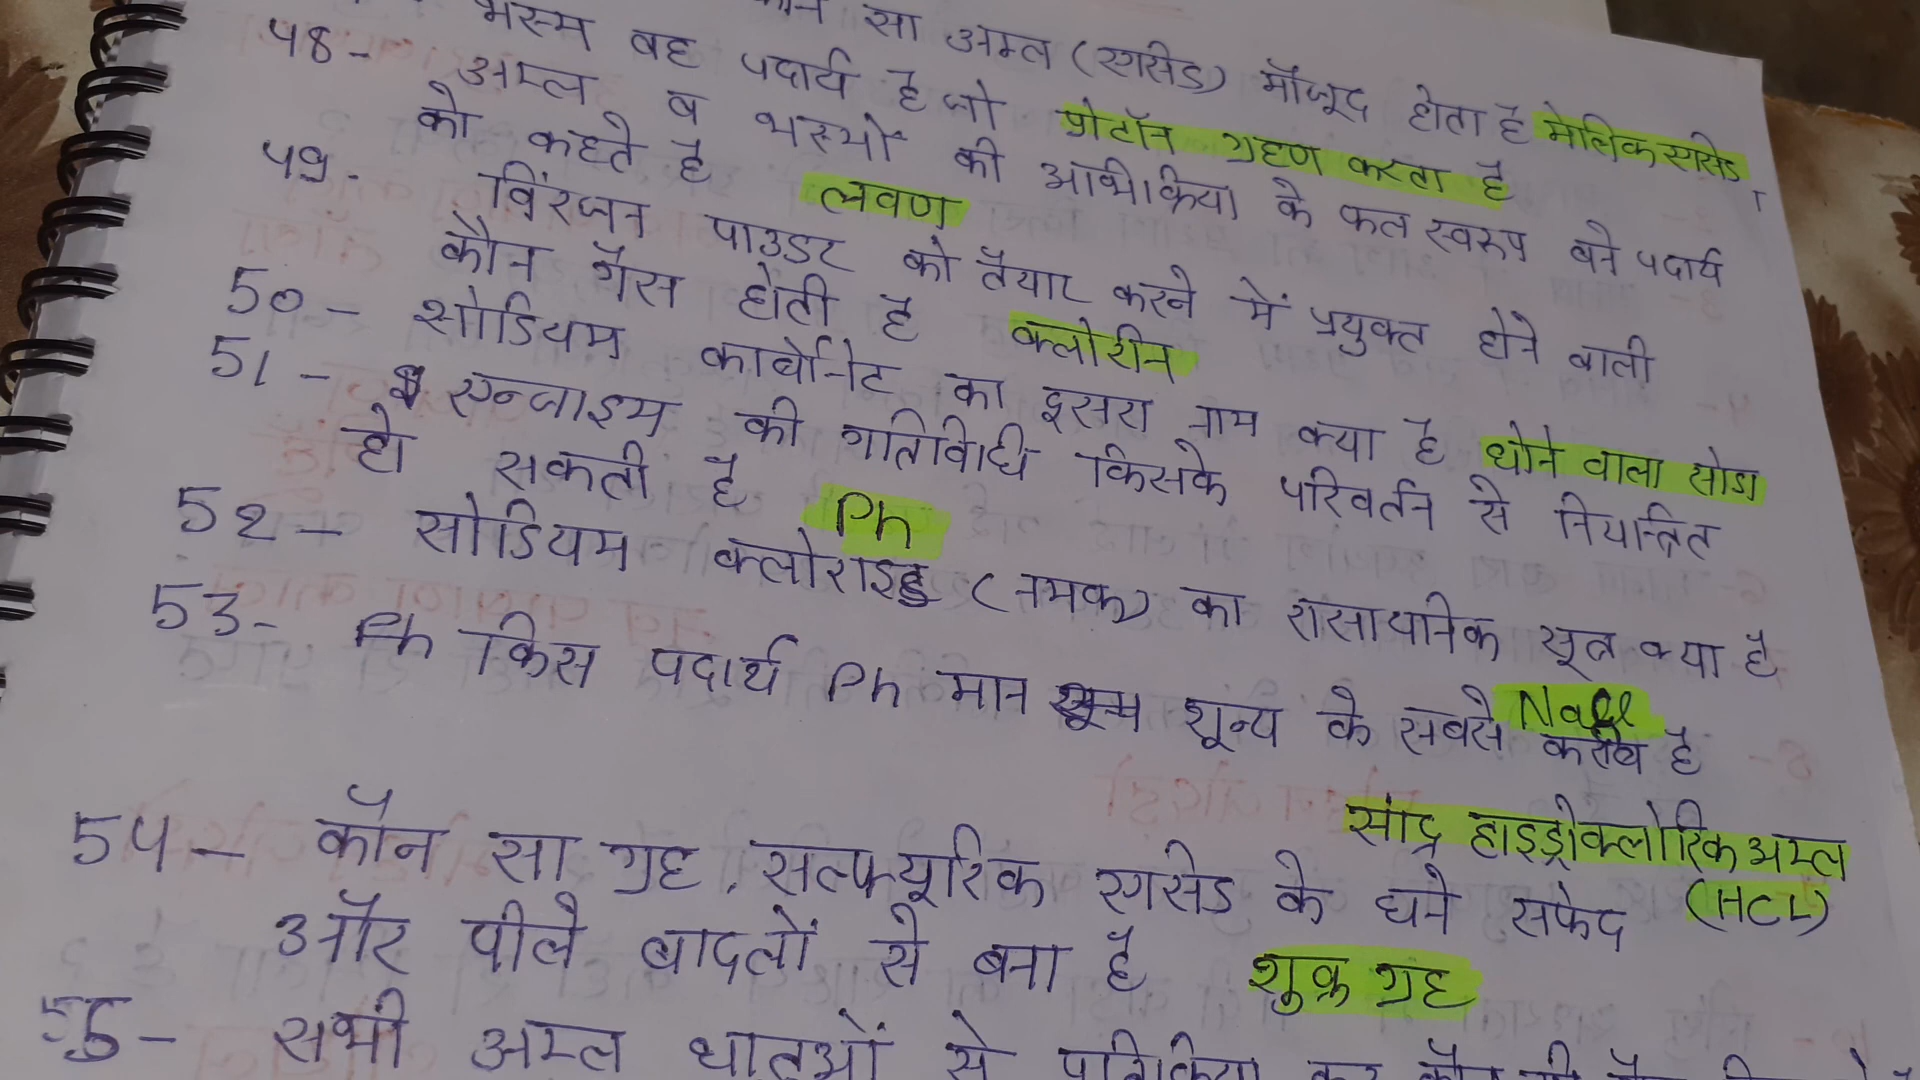 सा अम्ल (एसिड) मौजूद होता है मेलिक एसिड
भस्म वह पदार्थ है जो प्रोटॉन ग्रहण करता है
48- अम्ल व भस्मों की अभिक्रिया के फल स्वरूप बने पदार्थ
को कहते है लवण
49- विंरजन पाउडर को तैयार करने में प्रयुक्त होने वाली
कौन गैस होती है क्लोरीन
50- सोडियम कार्बोनेट का दूसरा नाम क्या है धोने वाला सोडा
51- एन्जाइम की गतिविधि किसके परिवर्तन से नियन्त्रित
हो सकती है Ph
52- सोडियम क्लोराइड (नमक) का रासायनिक सूत्र क्या है
NaCl
53- Ph किस पदार्थ Ph मान शून्य के सबसे करीब है
सांद्र हाइड्रोक्लोरिक अम्ल
(HCL)
54- कौन सा ग्रह, सल्फ्यूरिक एसिड के घने सफेद
और पीले बादलों से बना है शुक्र ग्रह
55- सभी अम्ल धातुओं से